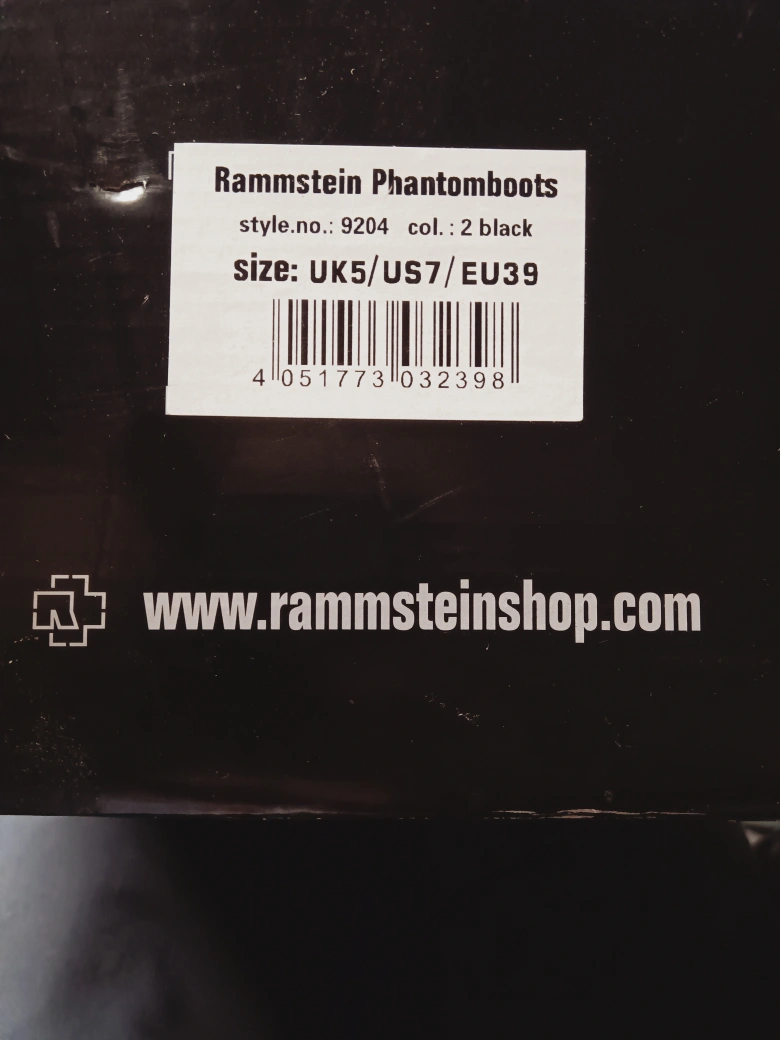 Rammstein Phantomboots
style.no.: 9204 col. : 2 black
size: UK5/US7/EU39
4 051773 032398
www.rammsteinshop.com